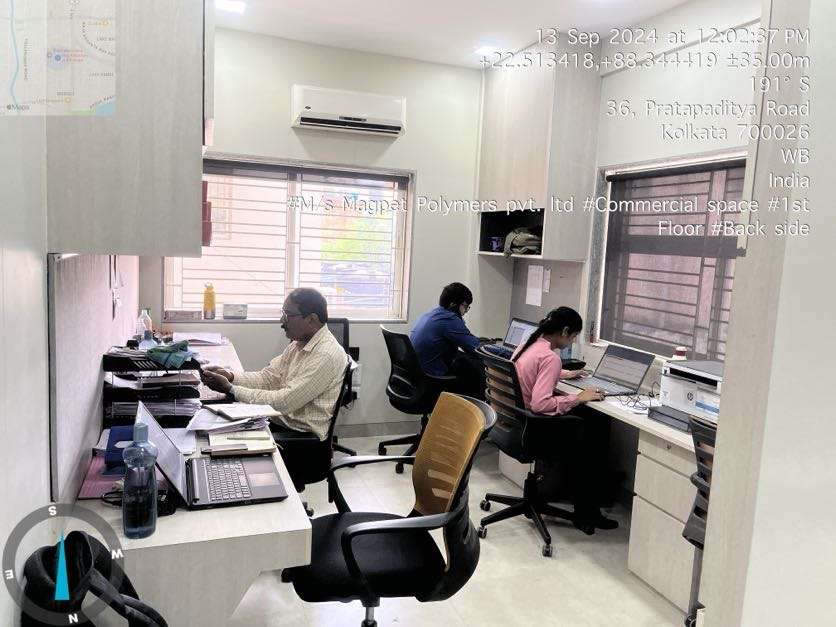 13 Sep 2024 at 12:02:37 PM
+22.513418,+88.344419 ±35.00m
191° S
36, Pratapaditya Road
Kolkata 700026
WB
India
#M/s Magpet Polymers pvt. ltd #Commercial space #1st
Floor #Back side
Maps
S
W
E
N